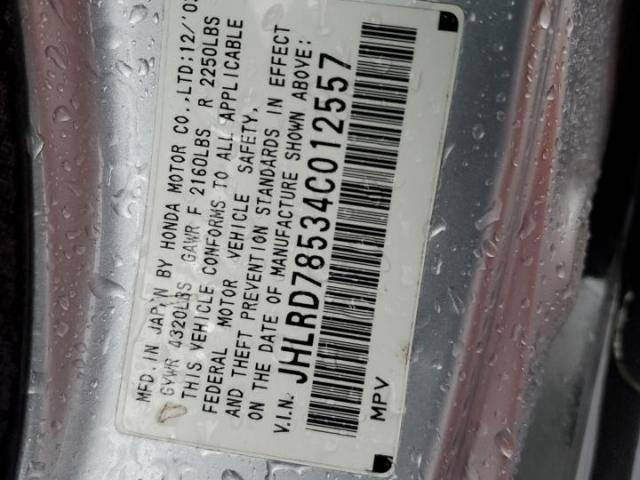 MFD. IN JAPAN BY HONDA MOTOR CO., LTD: 12/'03
GVWR 4320LBS GAWR F 2160LBS R 2250LBS
THIS VEHICLE CONFORMS TO ALL APPLICABLE
FEDERAL MOTOR VEHICLE SAFETY,
AND THEFT PREVENTION STANDARDS IN EFFECT
ON THE DATE OF MANUFACTURE SHOWN ABOVE:
V.I.N: JHLRD78534C012557
MPV